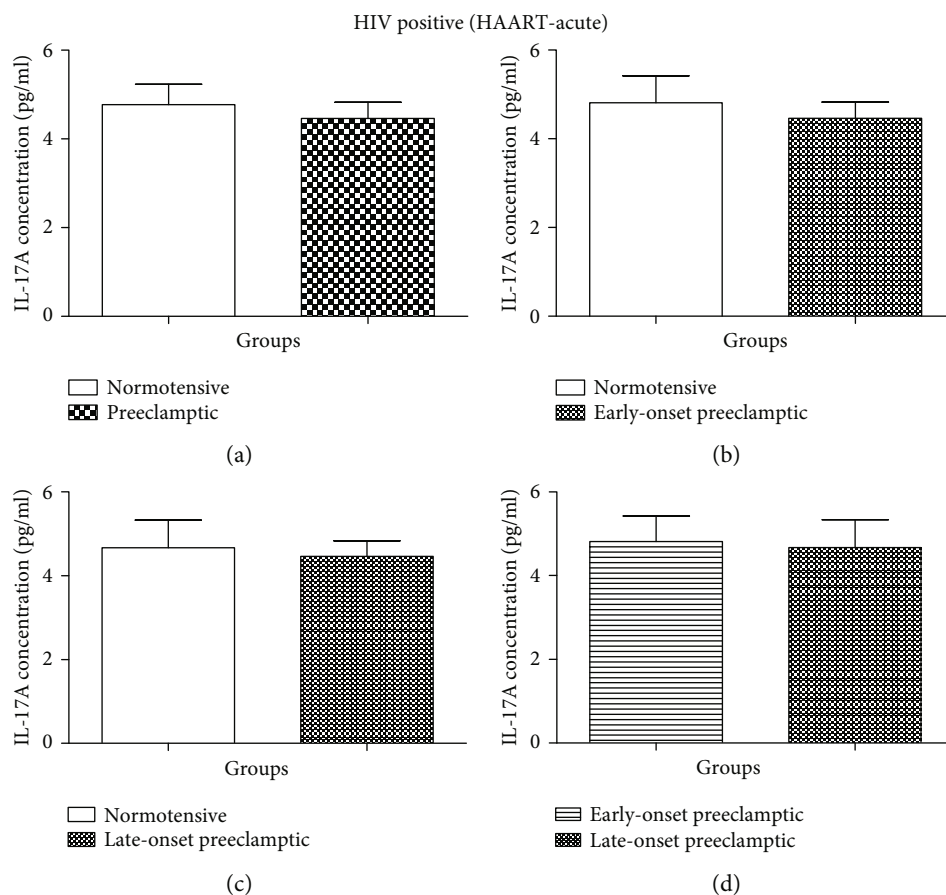 HIV positive (HAART-acute)
IL-17A concentration (pg/ml)
6
4
2
0
Groups
Normotensive
Preeclamptic
(a)
IL-17A concentration (pg/ml)
6
4
2
0
Groups
Normotensive
Early-onset preeclamptic
(b)
IL-17A concentration (pg/ml)
6
4
2
0
Groups
Normotensive
Late-onset preeclamptic
(c)
IL-17A concentration (pg/ml)
6
4
2
0
Groups
Early-onset preeclamptic
Late-onset preeclamptic
(d)